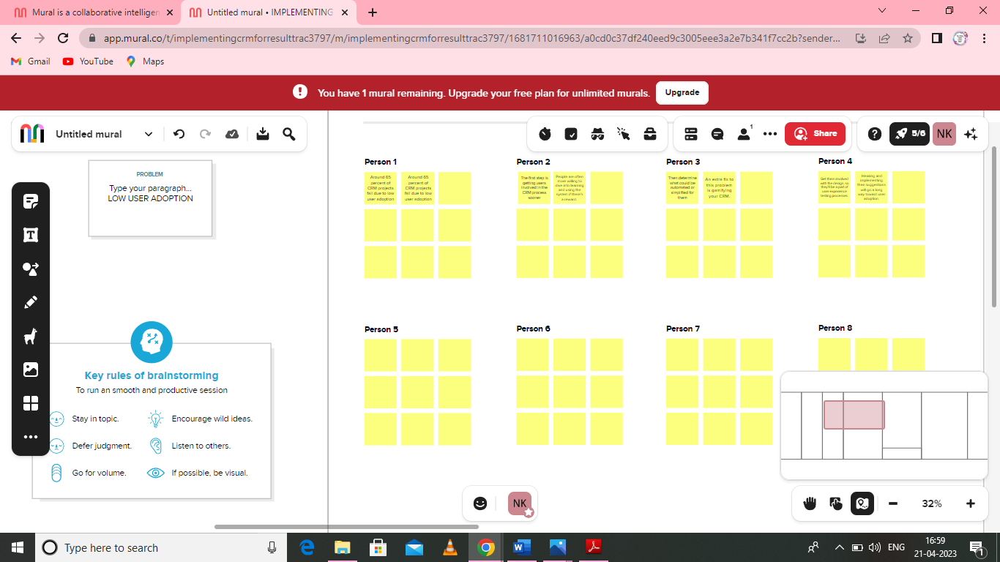 Mural is a collaborative intelligen
Untitled mural • IMPLEMENTING
app.mural.co/t/implementingcrmforresulttrac3797/m/implementingcrmforresulttrac3797/1681711016963/a0cd0c37df240eed9c3005eee3a2e7b341f7cc2b?sender...
Gmail
YouTube
Maps
You have 1 mural remaining. Upgrade your free plan for unlimited murals.
Upgrade
Untitled mural
1
Share
5/6
NK
PROBLEM
Type your paragraph...
LOW USER ADOPTION
Person 1
Person 2
Person 3
Person 4
Around 65
percent of
CRM projects
fail due to low
user adoption
Around 65
percent of
CRM projects
fail due to low
user adoption
The first step is
getting users
involved in the
CRM process
sooner
People are often
more willing to
dive into learning
and using the
system if there's
a reward.
Then determine
what could be
automated or
simplified for
them
An extra fix to
this problem
is gamifying
your CRM.
Get them involved
with the design, so
they'll be a part of
user experience
testing processes.
Hearing and
implementing
their suggestions
will go a long
way toward user
adoption.
Person 5
Person 6
Person 7
Person 8
Key rules of brainstorming
To run an smooth and productive session
Stay in topic.
Encourage wild ideas.
Defer judgment.
Listen to others.
Go for volume.
If possible, be visual.
NK
32%
Type here to search
ENG
16:59
21-04-2023
1